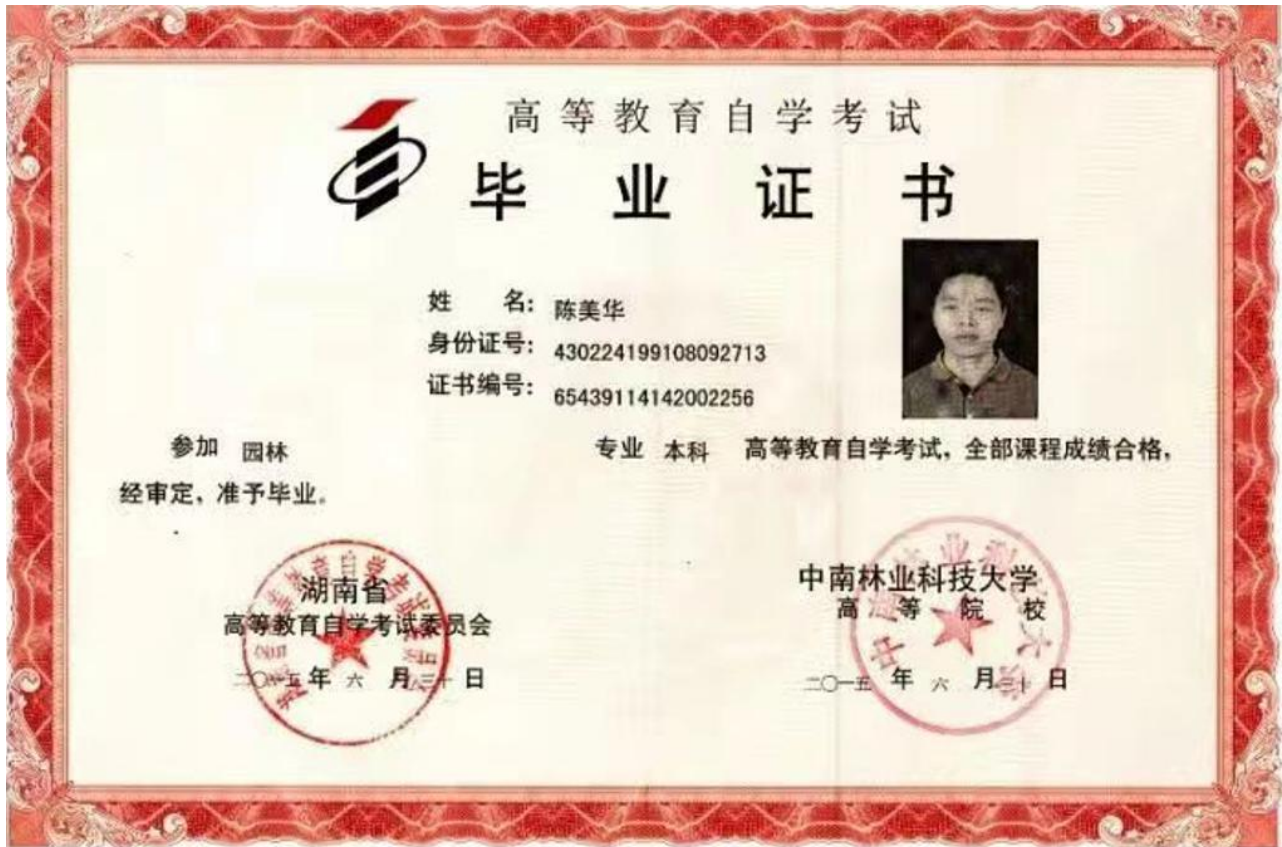 高等教育自学考试
毕业证书
姓 名: 陈美华
身份证号: 430224199108092713
证书编号: 65439114142002256
参加 园林 专业 本科 高等教育自学考试, 全部课程成绩合格,
经审定, 准予毕业。
湖南省
高等教育自学考试委员会
二〇一五 年 六 月 三十 日
中南林业科技大学
高等院校
二〇一五 年 六 月 三十 日